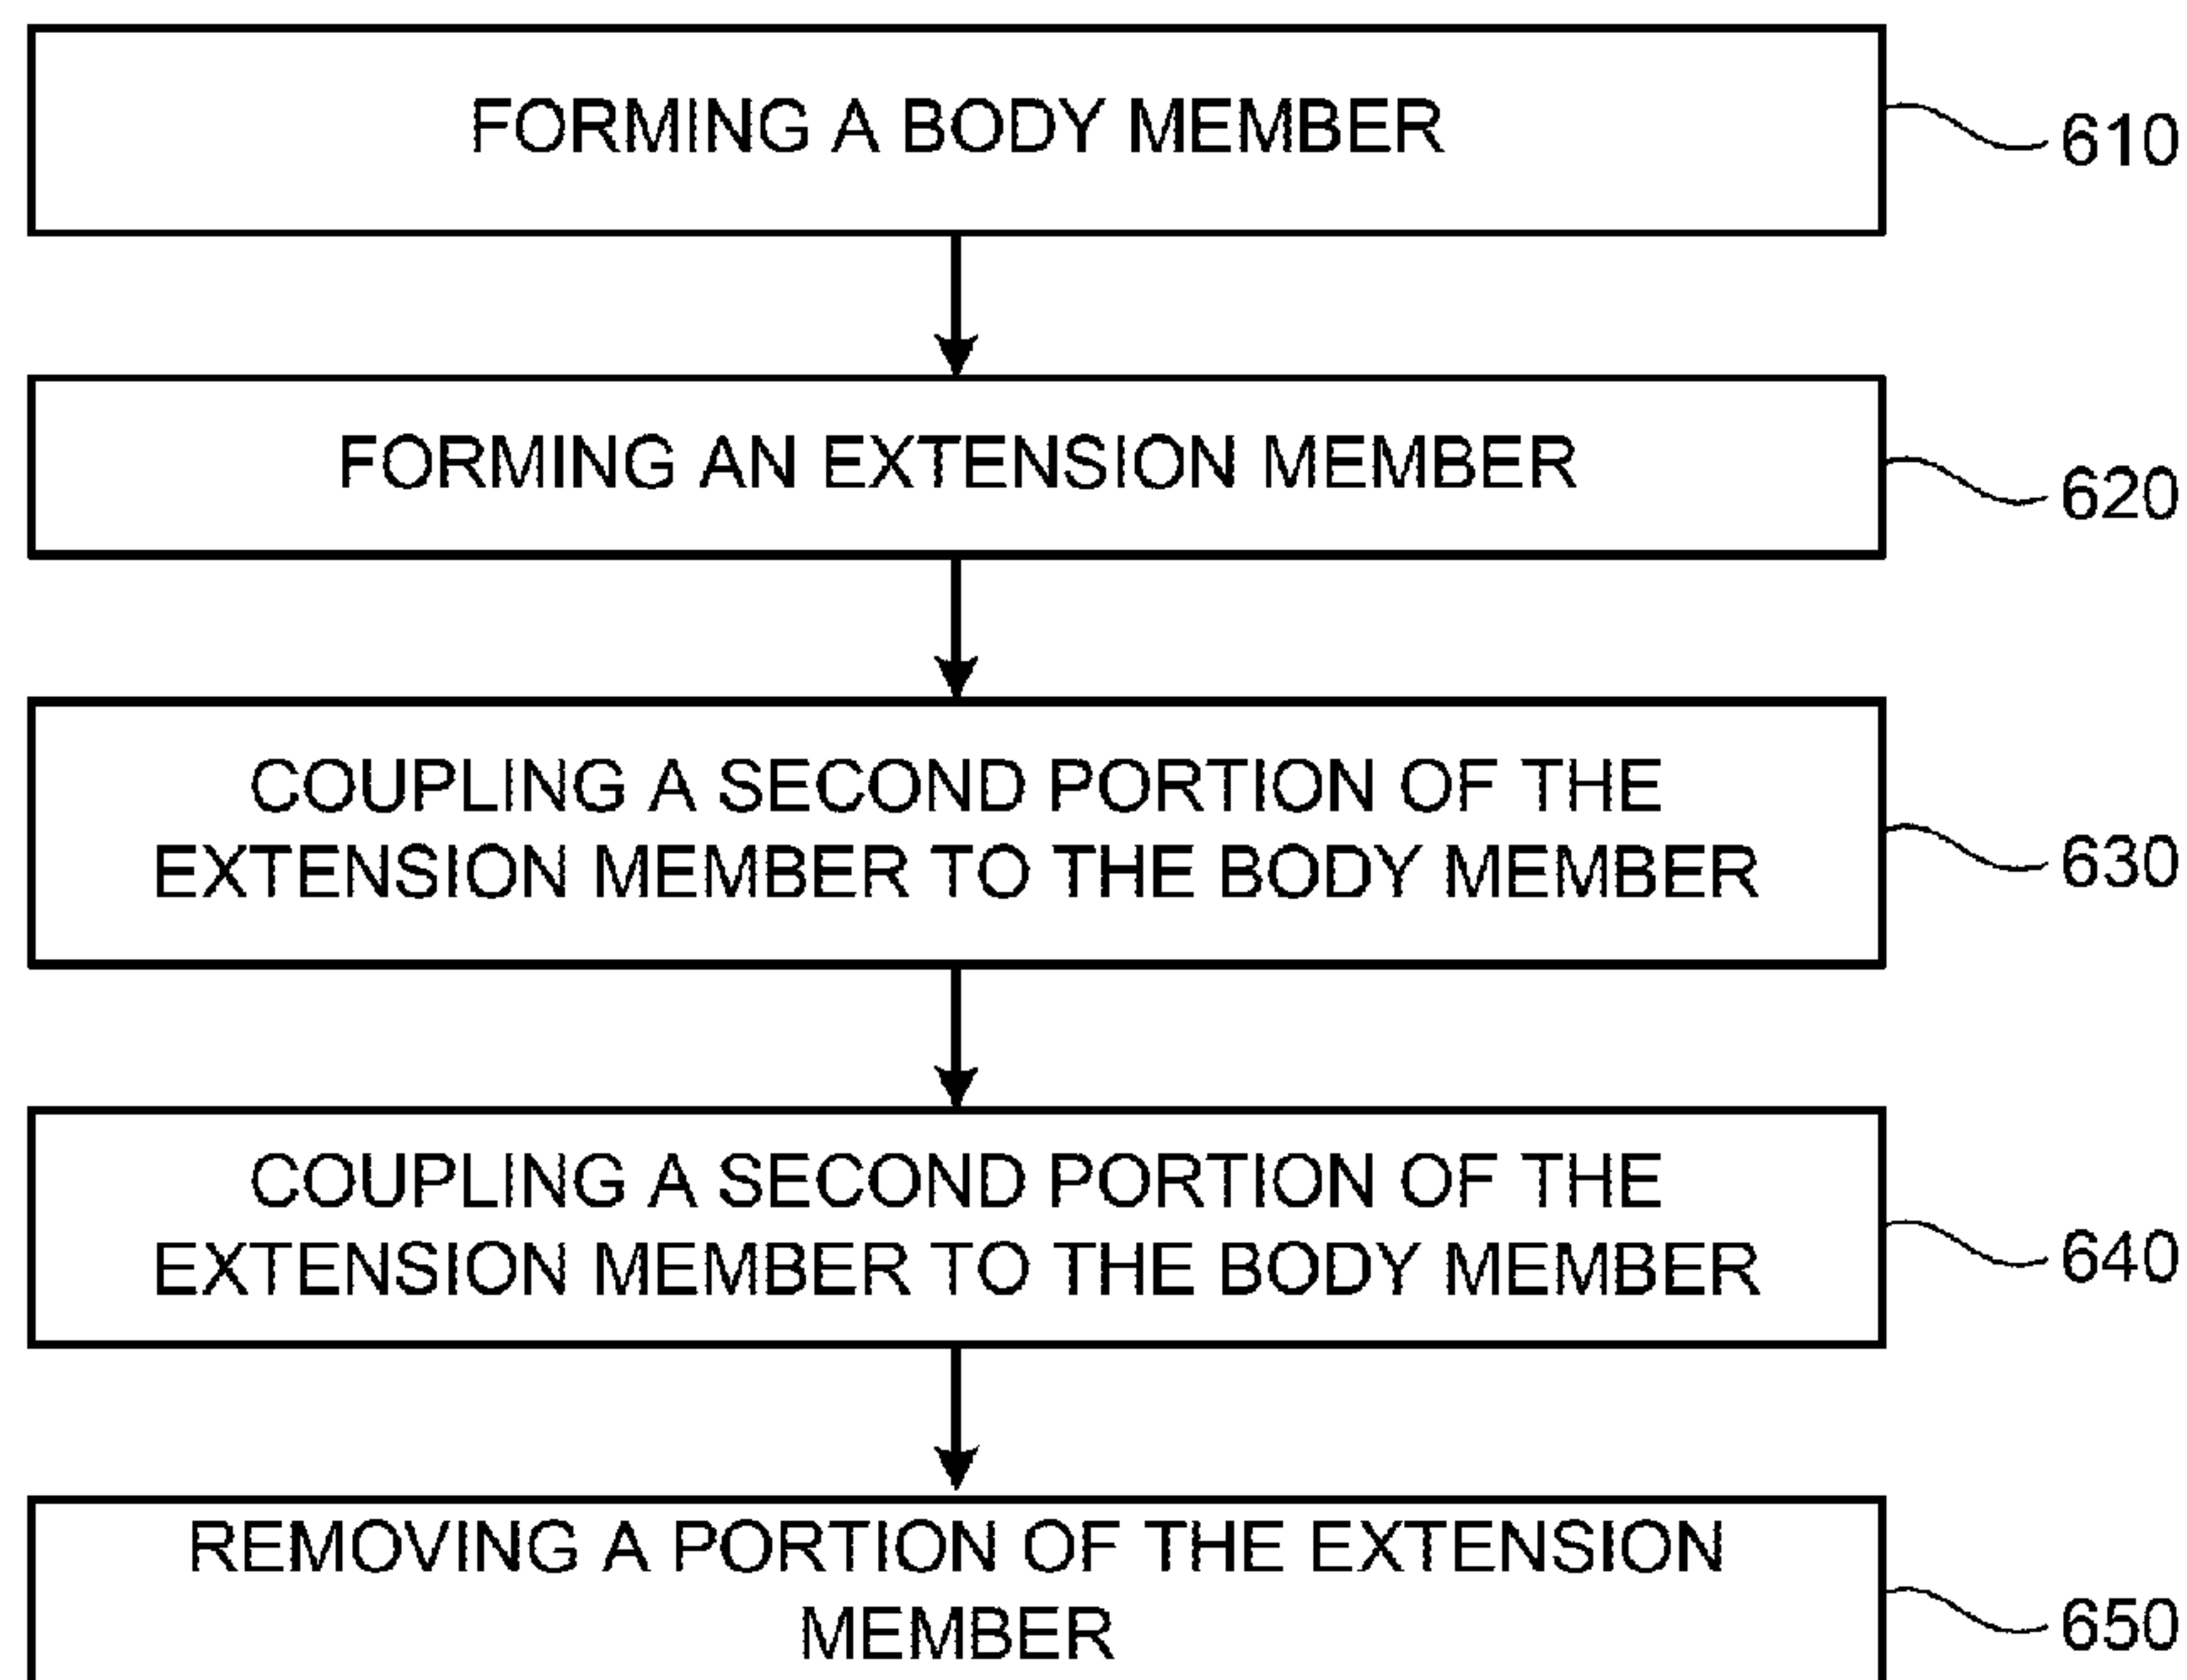 FORMING A BODY MEMBER
610
FORMING AN EXTENSION MEMBER
620
COUPLING A SECOND PORTION OF THE
EXTENSION MEMBER TO THE BODY MEMBER
630
COUPLING A SECOND PORTION OF THE
EXTENSION MEMBER TO THE BODY MEMBER
640
REMOVING A PORTION OF THE EXTENSION
MEMBER
650